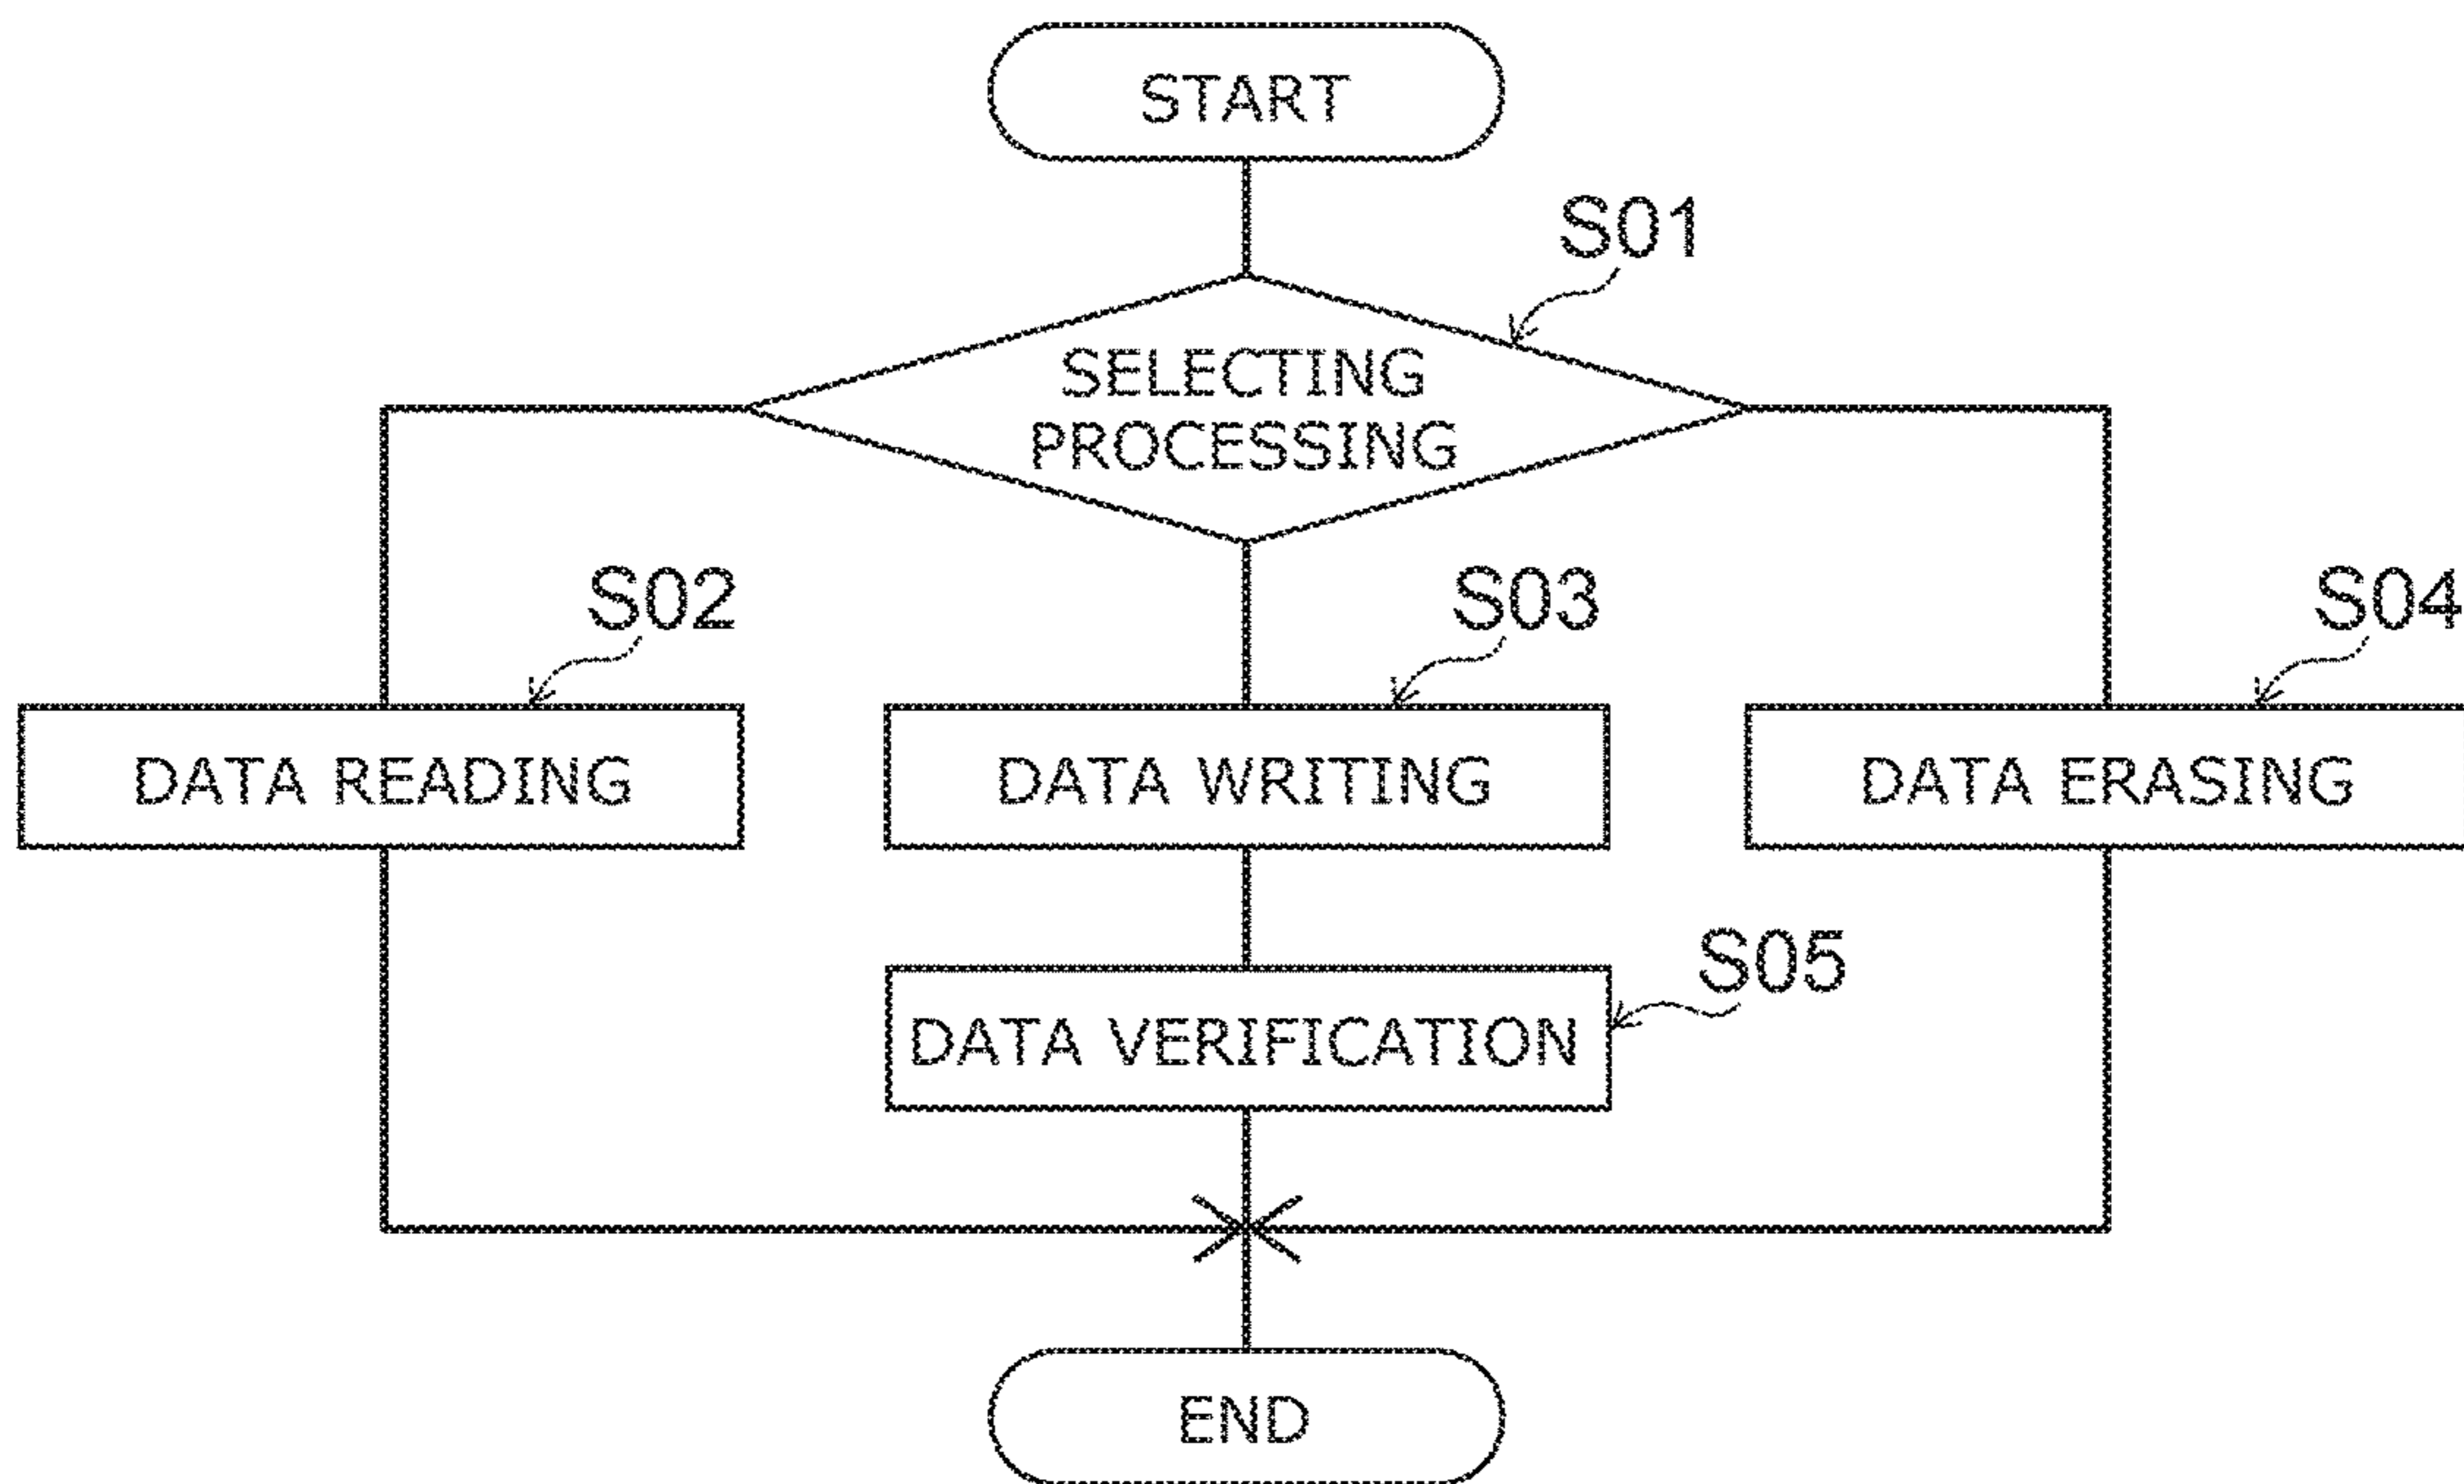 START
S01
SELECTING
PROCESSING
S02
S03
S04
DATA READING
DATA WRITING
DATA ERASING
S05
DATA VERIFICATION
END